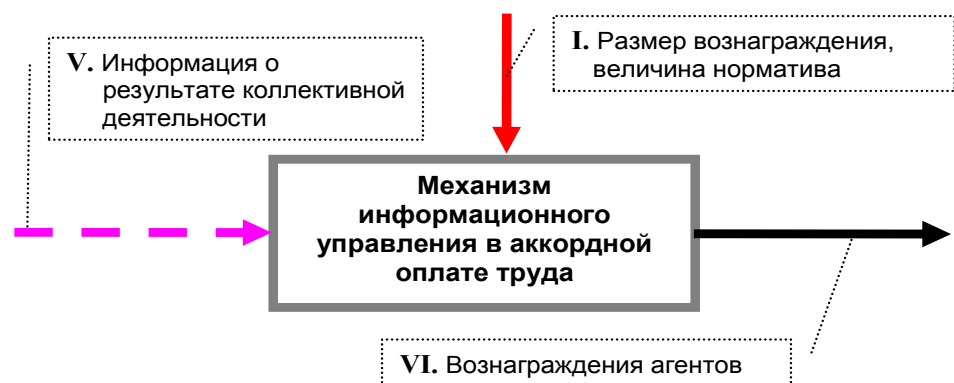 V. Информация о
результате коллективной
деятельности
I. Размер вознаграждения,
величина норматива
Механизм
информационного
управления в аккордной
оплате труда
VI. Вознаграждения агентов